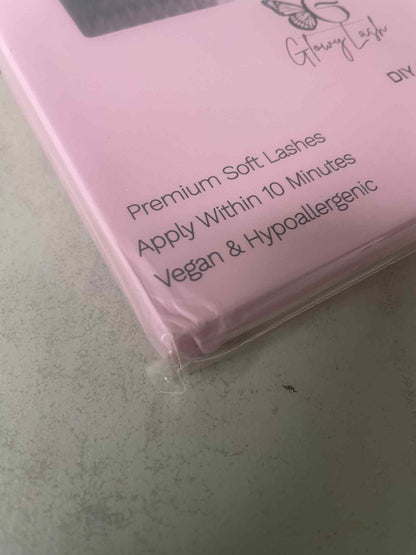 G
Glowy Lash
DIY
Premium Soft Lashes
Apply Within 10 Minutes
Vegan & Hypoallergenic